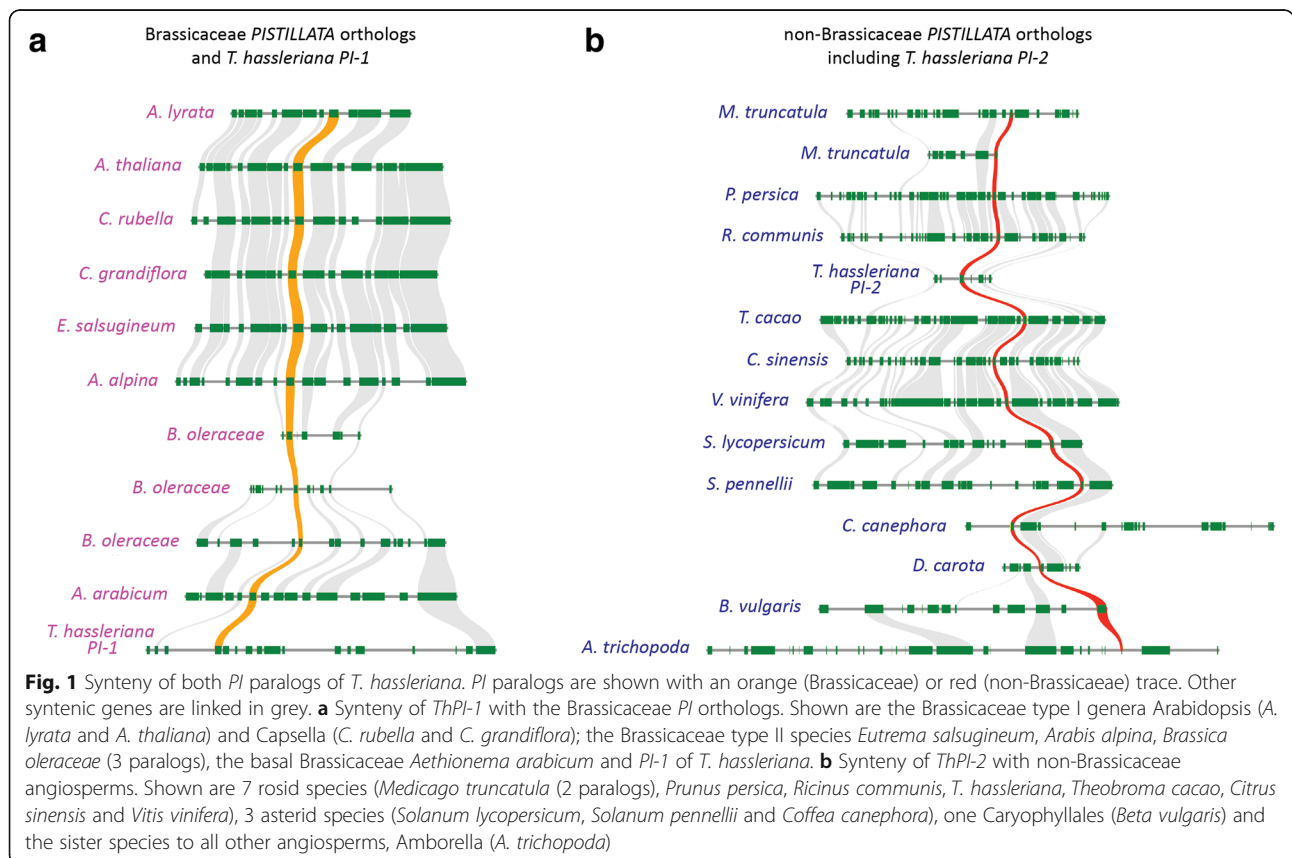 a
Brassicaceae PISTILLATA orthologs
and T. hassleriana PI-1
A. lyrata
A. thaliana
C. rubella
C. grandiflora
E. salsugineum
A. alpina
B. oleraceae
B. oleraceae
B. oleraceae
A. arabicum
T. hassleriana
PI-1
b
non-Brassicaceae PISTILLATA orthologs
including T. hassleriana PI-2
M. truncatula
M. truncatula
P. persica
R. communis
T. hassleriana
PI-2
T. cacao
C. sinensis
V. vinifera
S. lycopersicum
S. pennellii
C. canephora
D. carota
B. vulgaris
A. trichopoda
Fig. 1 Synteny of both PI paralogs of T. hassleriana. PI paralogs are shown with an orange (Brassicaceae) or red (non-Brassicaeae) trace. Other
syntenic genes are linked in grey. a Synteny of ThPI-1 with the Brassicaceae PI orthologs. Shown are the Brassicaceae type I genera Arabidopsis (A.
lyrata and A. thaliana) and Capsella (C. rubella and C. grandiflora); the Brassicaceae type II species Eutrema salsugineum, Arabis alpina, Brassica
oleraceae (3 paralogs), the basal Brassicaceae Aethionema arabicum and PI-1 of T. hassleriana. b Synteny of ThPI-2 with non-Brassicaceae
angiosperms. Shown are 7 rosid species (Medicago truncatula (2 paralogs), Prunus persica, Ricinus communis, T. hassleriana, Theobroma cacao, Citrus
sinensis and Vitis vinifera), 3 asterid species (Solanum lycopersicum, Solanum pennellii and Coffea canephora), one Caryophyllales (Beta vulgaris) and
the sister species to all other angiosperms, Amborella (A. trichopoda)